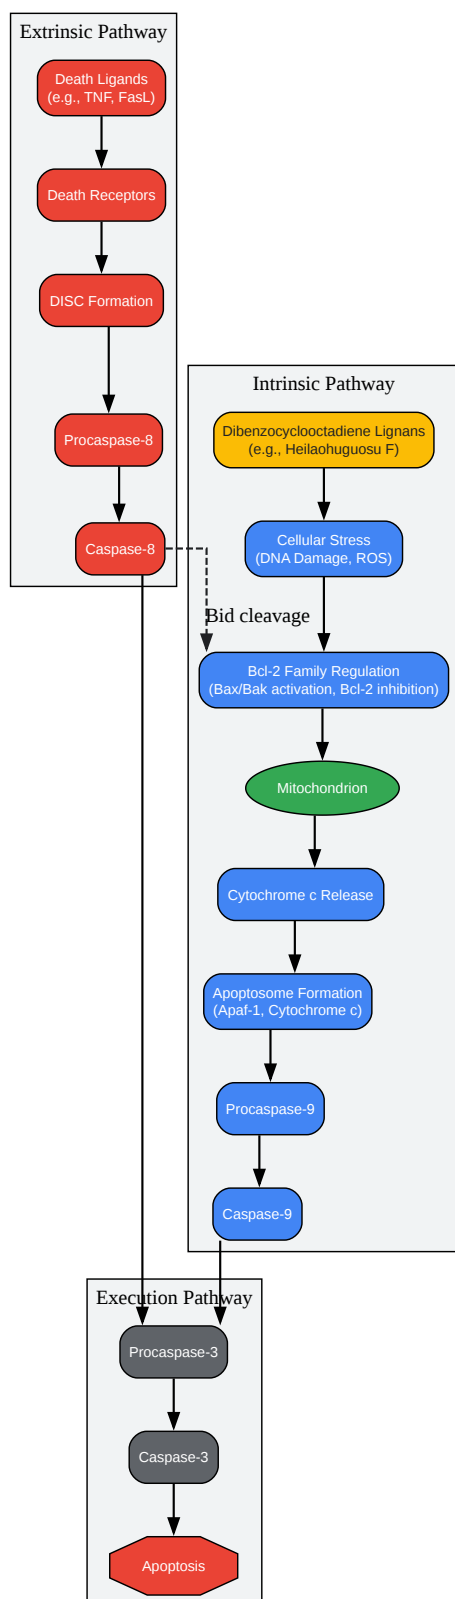 Extrinsic Pathway
Death Ligands
(e.g., TNF, FasL)
Death Receptors
DISC Formation
Procaspase-8
Caspase-8
Intrinsic Pathway
Dibenzocyclooctadiene Lignans
(e.g., Heilaohuguosu F)
Cellular Stress
(DNA Damage, ROS)
Bid cleavage
Bcl-2 Family Regulation
(Bax/Bak activation, Bcl-2 inhibition)
Mitochondrion
Cytochrome c Release
Apoptosome Formation
(Apaf-1, Cytochrome c)
Procaspase-9
Caspase-9
Execution Pathway
Procaspase-3
Caspase-3
Apoptosis